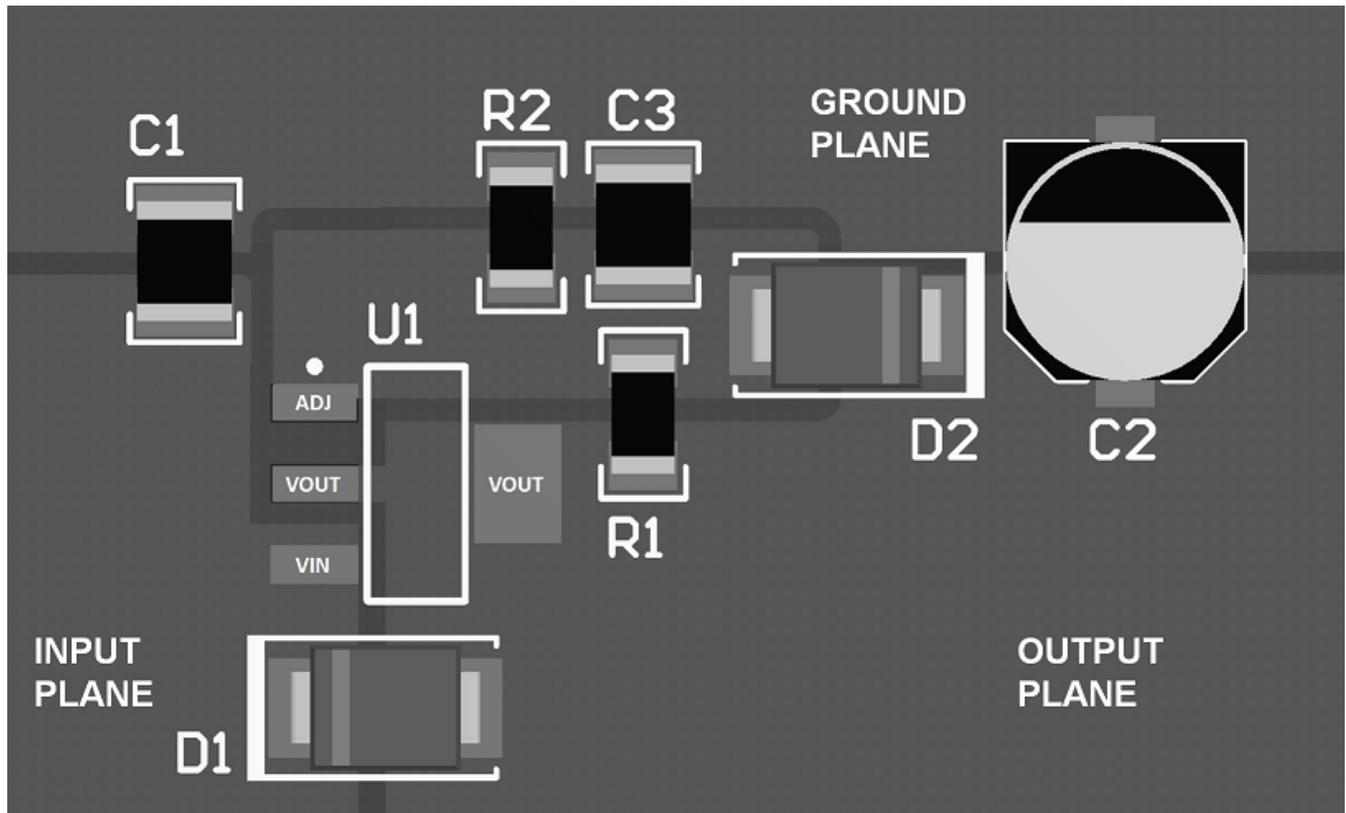 C1
R2
C3
GROUND
PLANE
U1
ADJ
VOUT
VOUT
VIN
R1
D2
C2
INPUT
PLANE
D1
OUTPUT
PLANE